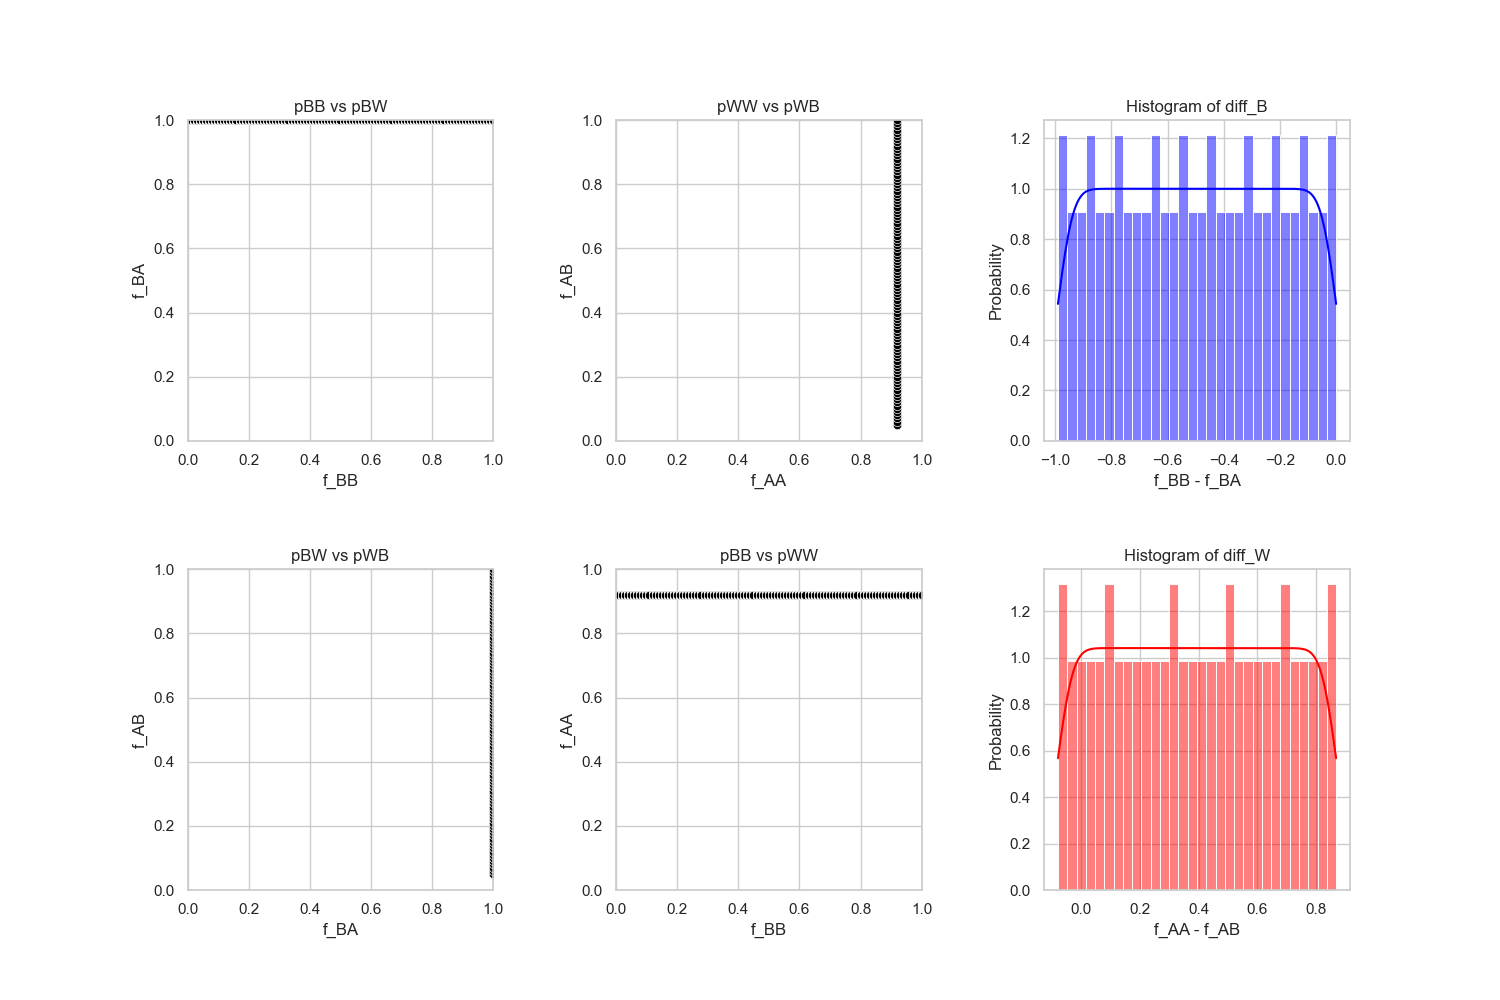 pBB vs pBW
1.0
0.8
0.6
0.4
0.2
0.0
f_BA
0.0 0.2 0.4 0.6 0.8 1.0
f_BB
pWW vs pWB
1.0
0.8
0.6
0.4
0.2
0.0
f_AB
0.0 0.2 0.4 0.6 0.8 1.0
f_AA
Histogram of diff_B
1.2
1.0
0.8
0.6
0.4
0.2
0.0
Probability
−1.0 −0.8 −0.6 −0.4 −0.2 0.0
f_BB - f_BA
pBW vs pWB
1.0
0.8
0.6
0.4
0.2
0.0
f_AB
0.0 0.2 0.4 0.6 0.8 1.0
f_BA
pBB vs pWW
1.0
0.8
0.6
0.4
0.2
0.0
f_AA
0.0 0.2 0.4 0.6 0.8 1.0
f_BB
Histogram of diff_W
1.2
1.0
0.8
0.6
0.4
0.2
0.0
Probability
0.0 0.2 0.4 0.6 0.8
f_AA - f_AB